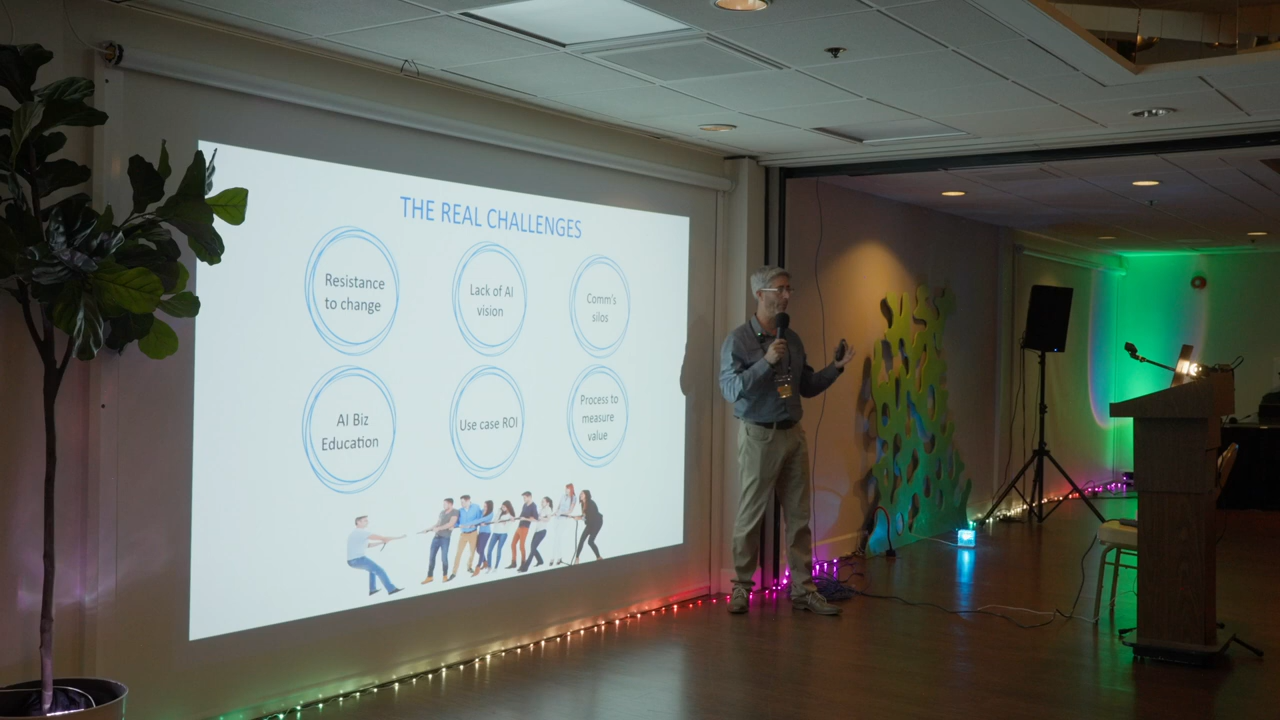 THE REAL CHALLENGES
Resistance
to change
Lack of AI
vision
Comm's
silos
AI Biz
Education
Use case ROI
Process to
measure
value